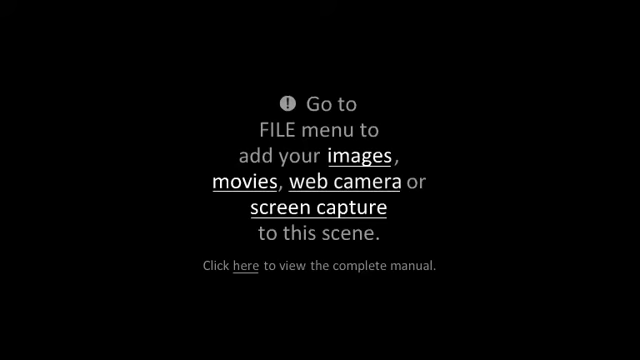 ! Go to
FILE menu to
add your images,
movies, web camera or
screen capture
to this scene.
Click here to view the complete manual.